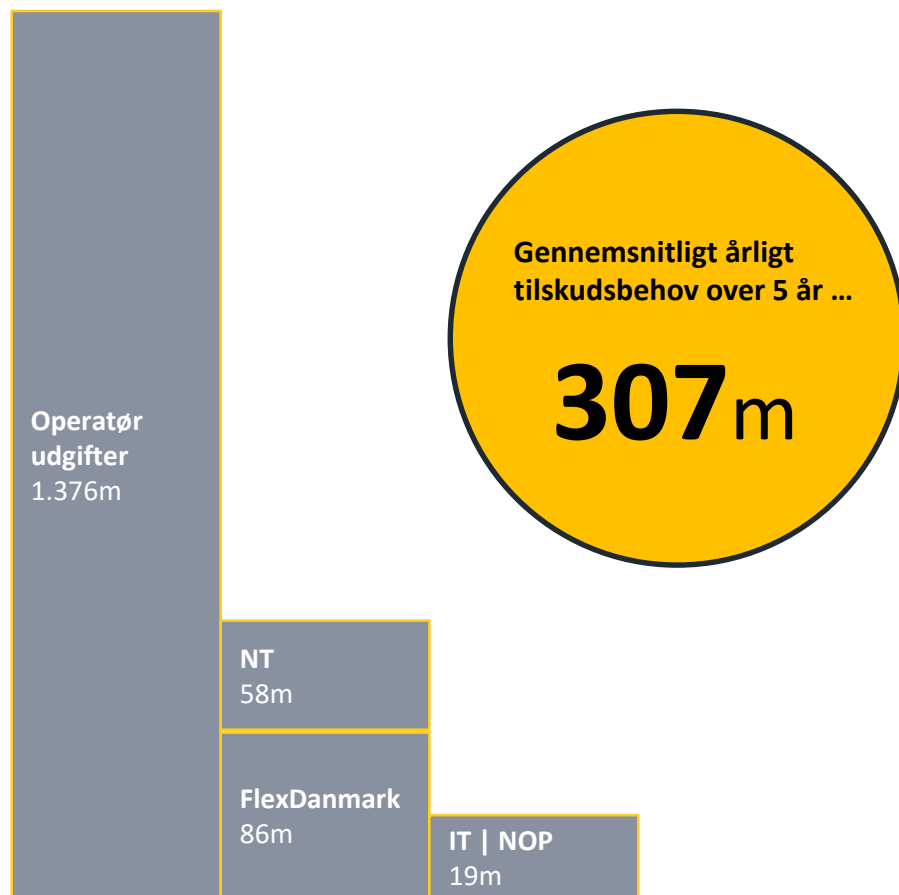 Gennemsnitligt årligt
tilskudsbehov over 5 år ...
307m
Operatør
udgifter
1.376m
NT
58m
FlexDanmark
86m
IT | NOP
19m